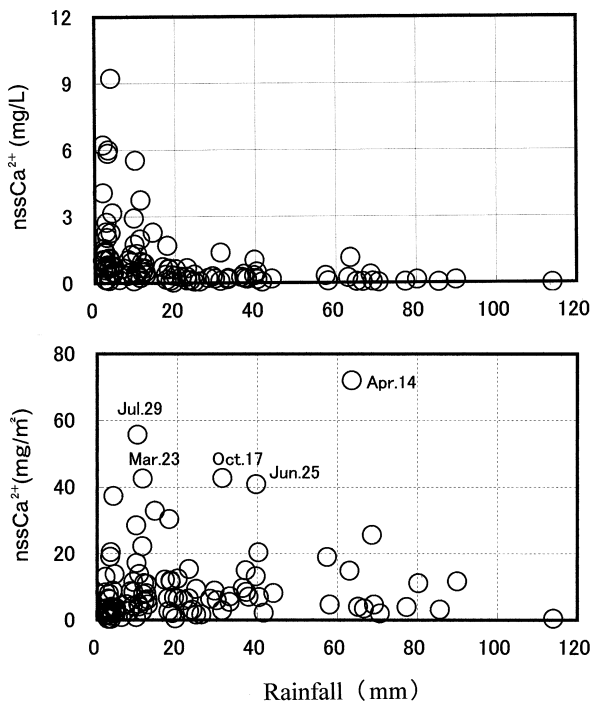 12
9
6
3
0
nssCa²⁺ (mg/L)
0 20 40 60 80 100 120
80
60
40
20
0
nssCa²⁺(mg/㎡)
Apr.14
Jul.29
Mar.23 Oct.17
Jun.25
0 20 40 60 80 100 120
Rainfall (mm)